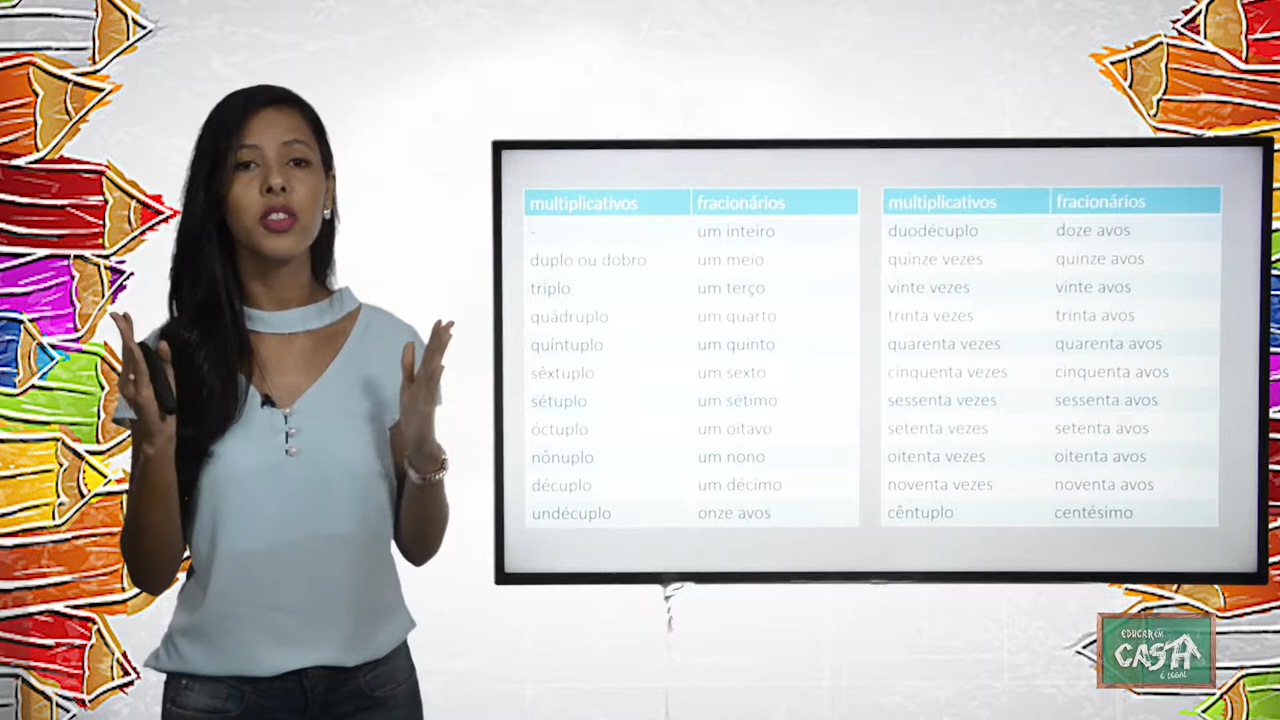 multiplicativos fracionários
- um inteiro
duplo ou dobro um meio
triplo um terço
quádruplo um quarto
quíntuplo um quinto
sêxtuplo um sexto
sétuplo um sétimo
óctuplo um oitavo
nônuplo um nono
décuplo um décimo
undécuplo onze avos
multiplicativos fracionários
duodécuplo doze avos
quinze vezes quinze avos
vinte vezes vinte avos
trinta vezes trinta avos
quarenta vezes quarenta avos
cinquenta vezes cinquenta avos
sessenta vezes sessenta avos
setenta vezes setenta avos
oitenta vezes oitenta avos
noventa vezes noventa avos
cêntuplo centésimo
EDUCAR EM
CASA
É LEGAL